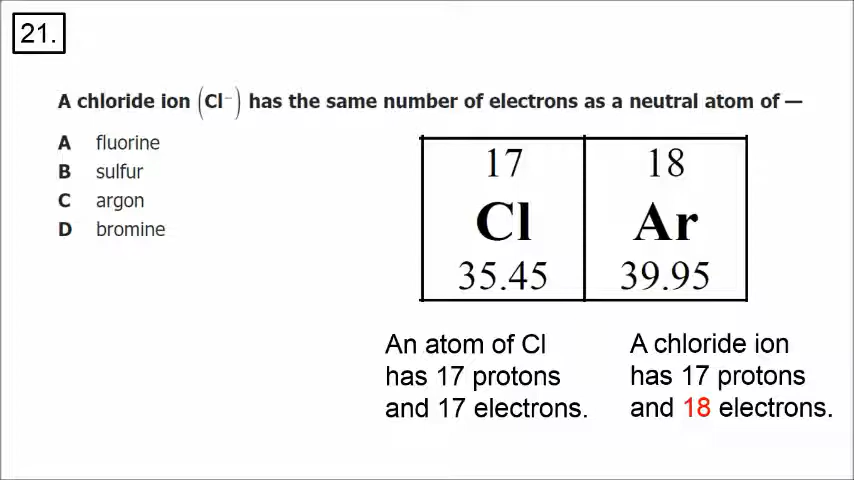 21.
A chloride ion (Cl⁻) has the same number of electrons as a neutral atom of —
A fluorine
B sulfur
C argon
D bromine
17
Cl
35.45
18
Ar
39.95
An atom of Cl
has 17 protons
and 17 electrons.
A chloride ion
has 17 protons
and 18 electrons.